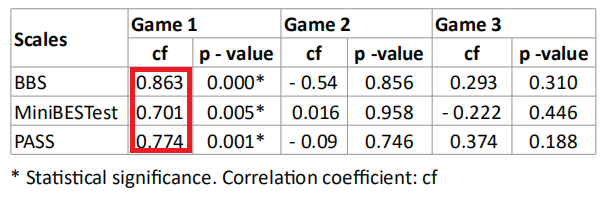 Scales Game 1 Game 2 Game 3
cf p - value cf p -value cf p -value
BBS 0.863 0.000* - 0.54 0.856 0.293 0.310
MiniBESTest 0.701 0.005* 0.016 0.958 - 0.222 0.446
PASS 0.774 0.001* - 0.09 0.746 0.374 0.188
* Statistical significance. Correlation coefficient: cf